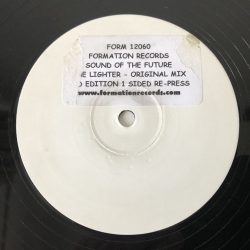 FORM 12060
FORMATION RECORDS
SOUND OF THE FUTURE
LIGHTER - ORIGINAL MIX
EDITION 1 SIDED RE-PRESS
www.formationrecords.com